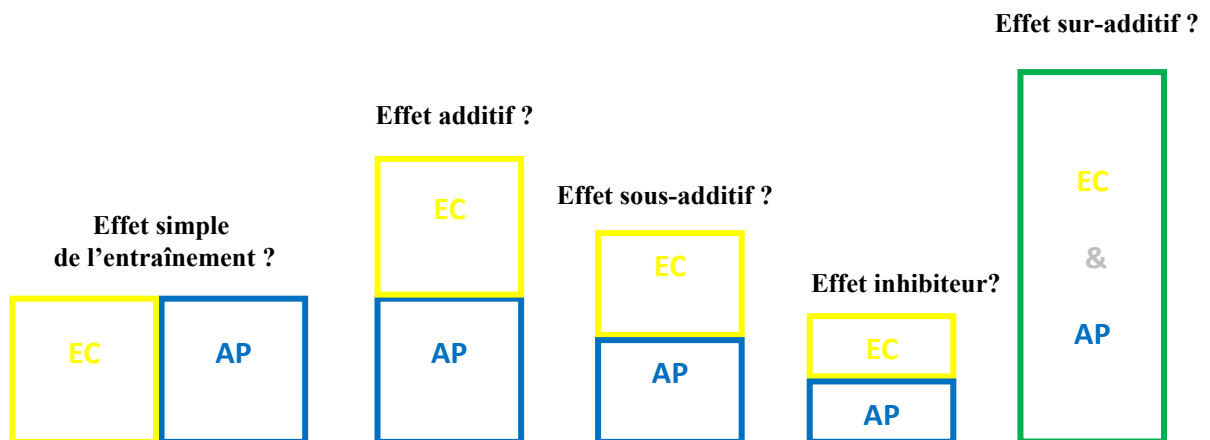 Effet simple
de l’entraînement ?
EC
AP
Effet additif ?
EC
AP
Effet sous-additif ?
EC
AP
Effet inhibiteur?
EC
AP
Effet sur-additif ?
EC
&
AP